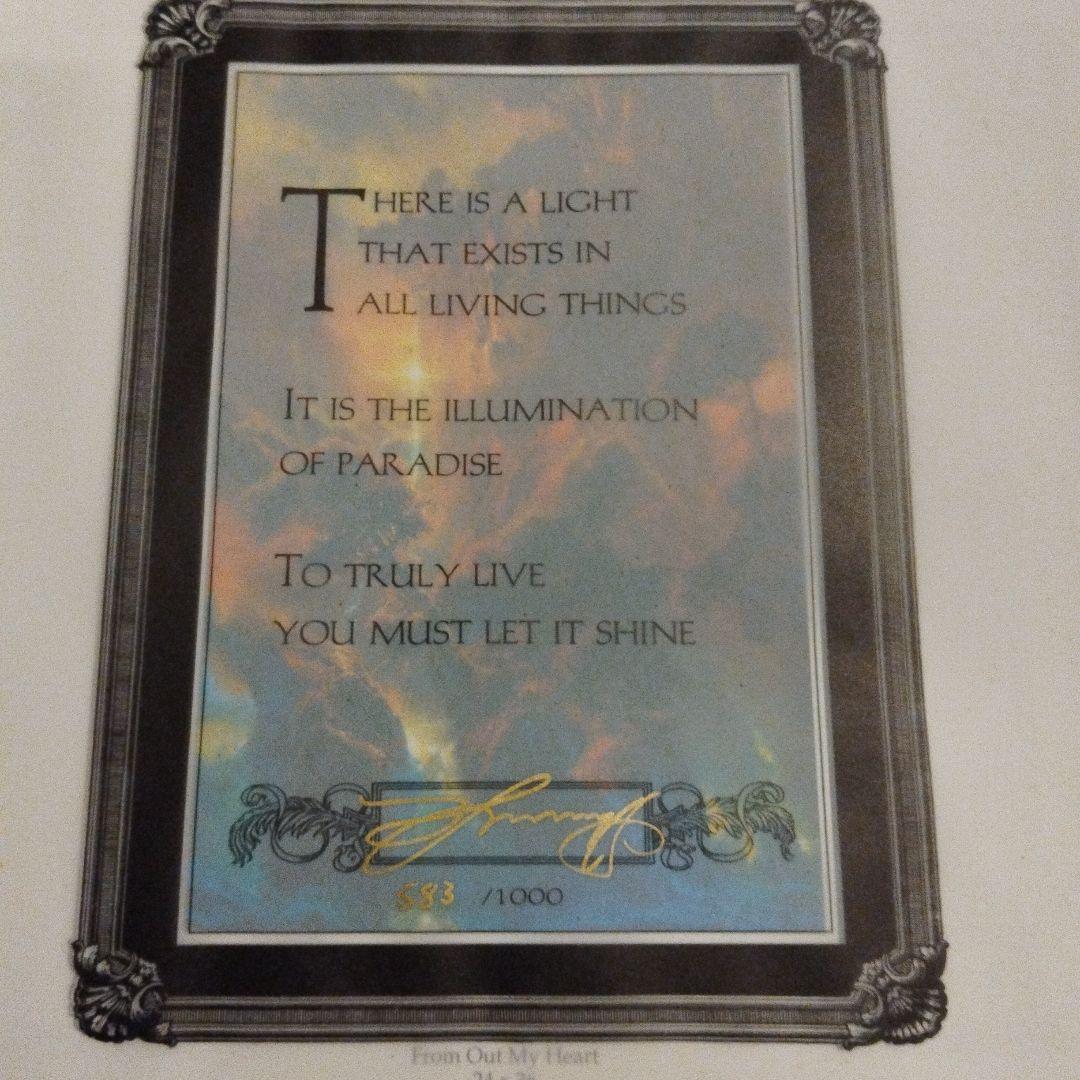 THERE IS A LIGHT
THAT EXISTS IN
ALL LIVING THINGS
IT IS THE ILLUMINATION
OF PARADISE
TO TRULY LIVE
YOU MUST LET IT SHINE
583 /1000
From Out My Heart